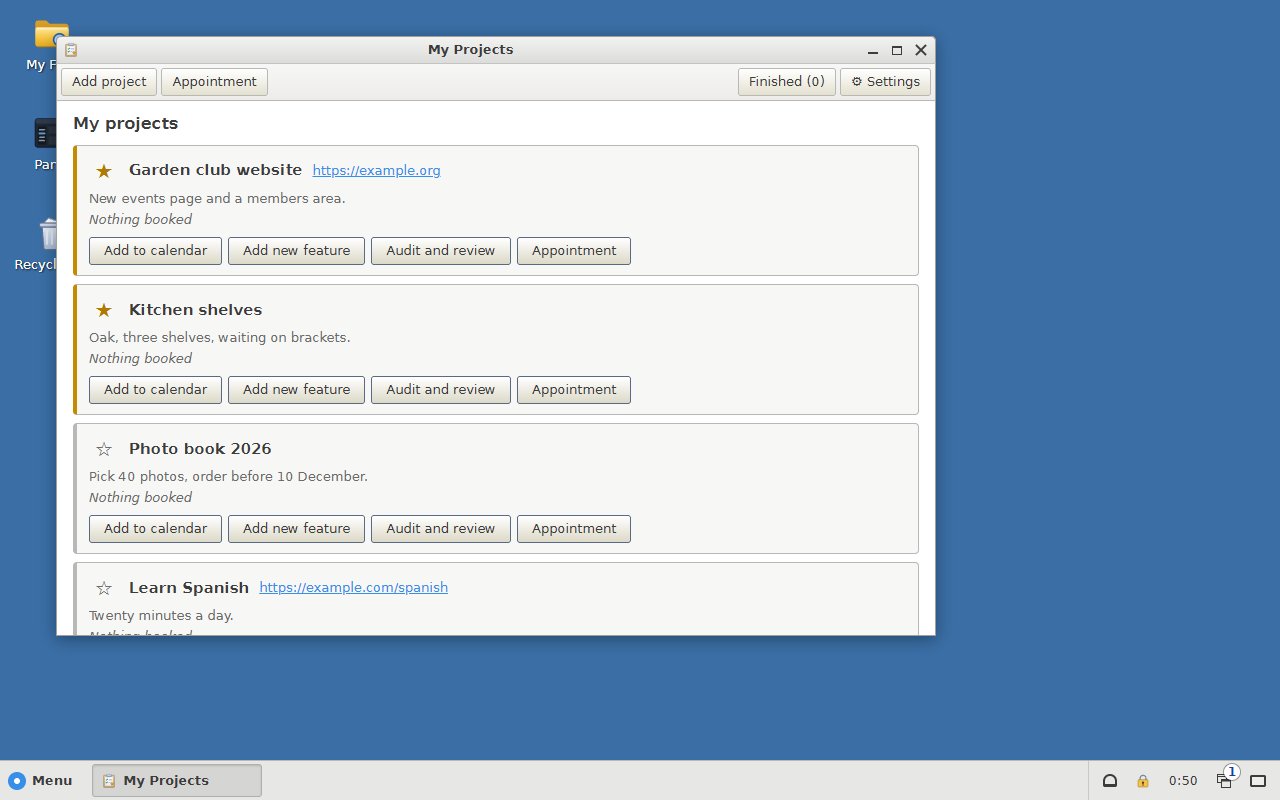 My Projects
Add project Appointment Finished (0) ⚙ Settings
My projects
★ Garden club website https://example.org
New events page and a members area.
Nothing booked
Add to calendar Add new feature Audit and review Appointment
★ Kitchen shelves
Oak, three shelves, waiting on brackets.
Nothing booked
Add to calendar Add new feature Audit and review Appointment
☆ Photo book 2026
Pick 40 photos, order before 10 December.
Nothing booked
Add to calendar Add new feature Audit and review Appointment
☆ Learn Spanish https://example.com/spanish
Twenty minutes a day.
Nothing booked
My
Menu My Projects 0:50 1